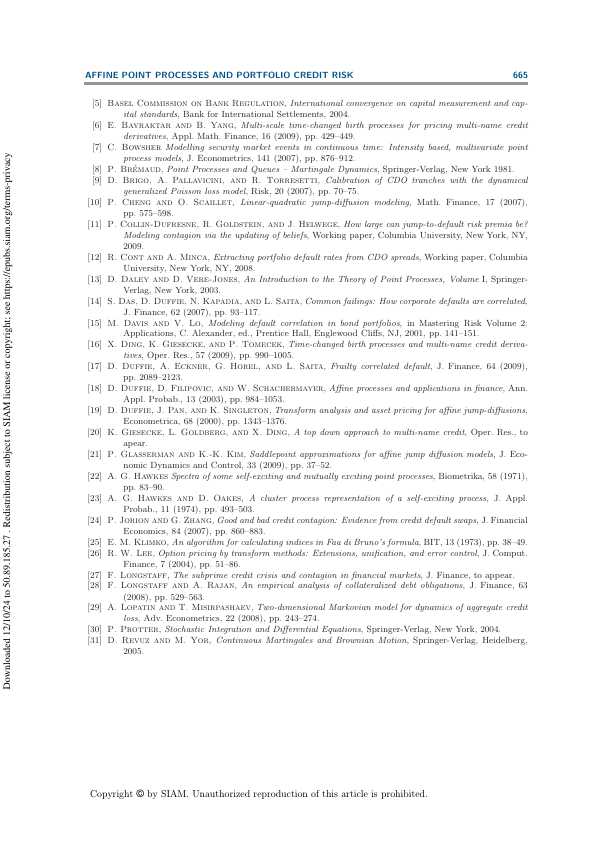 AFFINE POINT PROCESSES AND PORTFOLIO CREDIT RISK 665
[5] Basel Commission on Bank Regulation, International convergence on capital measurement and cap-
ital standards, Bank for International Settlements, 2004.
[6] E. Bayraktar and B. Yang, Multi-scale time-changed birth processes for pricing multi-name credit
derivatives, Appl. Math. Finance, 16 (2009), pp. 429–449.
[7] C. Bowsher Modelling security market events in continuous time: Intensity based, multivariate point
process models, J. Econometrics, 141 (2007), pp. 876–912.
[8] P. Brémaud, Point Processes and Queues – Martingale Dynamics, Springer-Verlag, New York 1981.
[9] D. Brigo, A. Pallavicini, and R. Torresetti, Calibration of CDO tranches with the dynamical
generalized Poisson loss model, Risk, 20 (2007), pp. 70–75.
[10] P. Cheng and O. Scaillet, Linear-quadratic jump-diffusion modeling, Math. Finance, 17 (2007),
pp. 575–598.
[11] P. Collin-Dufresne, R. Goldstein, and J. Helwege, How large can jump-to-default risk premia be?
Modeling contagion via the updating of beliefs, Working paper, Columbia University, New York, NY,
2009.
[12] R. Cont and A. Minca, Extracting portfolio default rates from CDO spreads, Working paper, Columbia
University, New York, NY, 2008.
[13] D. Daley and D. Vere-Jones, An Introduction to the Theory of Point Processes, Volume I, Springer-
Verlag, New York, 2003.
[14] S. Das, D. Duffie, N. Kapadia, and L. Saita, Common failings: How corporate defaults are correlated,
J. Finance, 62 (2007), pp. 93–117.
[15] M. Davis and V. Lo, Modeling default correlation in bond portfolios, in Mastering Risk Volume 2:
Applications, C. Alexander, ed., Prentice Hall, Englewood Cliffs, NJ, 2001, pp. 141–151.
[16] X. Ding, K. Giesecke, and P. Tomecek, Time-changed birth processes and multi-name credit deriva-
tives, Oper. Res., 57 (2009), pp. 990–1005.
[17] D. Duffie, A. Eckner, G. Horel, and L. Saita, Frailty correlated default, J. Finance, 64 (2009),
pp. 2089–2123.
[18] D. Duffie, D. Filipovic, and W. Schachermayer, Affine processes and applications in finance, Ann.
Appl. Probab., 13 (2003), pp. 984–1053.
[19] D. Duffie, J. Pan, and K. Singleton, Transform analysis and asset pricing for affine jump-diffusions,
Econometrica, 68 (2000), pp. 1343–1376.
[20] K. Giesecke, L. Goldberg, and X. Ding, A top down approach to multi-name credit, Oper. Res., to
apear.
[21] P. Glasserman and K.-K. Kim, Saddlepoint approximations for affine jump diffusion models, J. Eco-
nomic Dynamics and Control, 33 (2009), pp. 37–52.
[22] A. G. Hawkes Spectra of some self-exciting and mutually exciting point processes, Biometrika, 58 (1971),
pp. 83–90.
[23] A. G. Hawkes and D. Oakes, A cluster process representation of a self-exciting process, J. Appl.
Probab., 11 (1974), pp. 493–503.
[24] P. Jorion and G. Zhang, Good and bad credit contagion: Evidence from credit default swaps, J. Financial
Economics, 84 (2007), pp. 860–883.
[25] E. M. Klimko, An algorithm for calculating indices in Faa di Bruno's formula, BIT, 13 (1973), pp. 38–49.
[26] R. W. Lee, Option pricing by transform methods: Extensions, unification, and error control, J. Comput.
Finance, 7 (2004), pp. 51–86.
[27] F. Longstaff, The subprime credit crisis and contagion in financial markets, J. Finance, to appear.
[28] F. Longstaff and A. Rajan, An empirical analysis of collateralized debt obligations, J. Finance, 63
(2008), pp. 529–563.
[29] A. Lopatin and T. Misirpashaev, Two-dimensional Markovian model for dynamics of aggregate credit
loss, Adv. Econometrics, 22 (2008), pp. 243–274.
[30] P. Protter, Stochastic Integration and Differential Equations, Springer-Verlag, New York, 2004.
[31] D. Revuz and M. Yor, Continuous Martingales and Brownian Motion, Springer-Verlag, Heidelberg,
2005.
Downloaded 12/10/24 to 50.89.185.27 . Redistribution subject to SIAM license or copyright; see https://epubs.siam.org/terms-privacy
Copyright © by SIAM. Unauthorized reproduction of this article is prohibited.